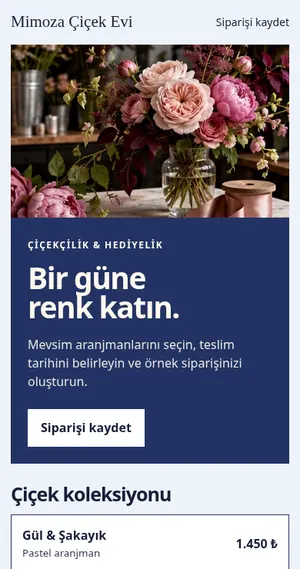 Mimoza Çiçek Evi
Siparişi kaydet
ÇİÇEKÇİLİK & HEDİYELİK
Bir güne
renk katın.
Mevsim aranjmanlarını seçin, teslim
tarihini belirleyin ve örnek siparişinizi
oluşturun.
Siparişi kaydet
Çiçek koleksiyonu
Gül & Şakayık
1.450 ₺
Pastel aranjman